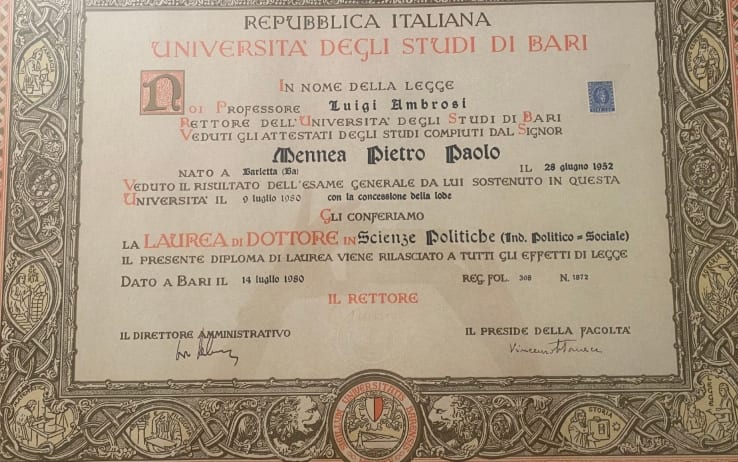 REPUBBLICA ITALIANA
UNIVERSITA' DEGLI STUDI DI BARI
IN NOME DELLA LEGGE
NOI PROFESSORE Luigi Ambrosi
RETTORE DELL'UNIVERSITA' DEGLI STUDI DI BARI
VEDUTI GLI ATTESTATI DEGLI STUDI COMPIUTI DAL SIGNOR
Mennea Pietro Paolo
NATO A Barletta (Ba) IL 28 giugno 1952
VEDUTO IL RISULTATO DELL'ESAME GENERALE DA LUI SOSTENUTO IN QUESTA
UNIVERSITA' IL 9 luglio 1980 con la concessione della lode
GLI CONFERIAMO
LA LAUREA DI DOTTORE IN Scienze Politiche (Ind. Politico = Sociale)
IL PRESENTE DIPLOMA DI LAUREA VIENE RILASCIATO A TUTTI GLI EFFETTI DI LEGGE
DATO A BARI IL 14 luglio 1980 REG. FOL. 308 N. 1872
IL RETTORE
IL DIRETTORE AMMINISTRATIVO IL PRESIDE DELLA FACOLTA'
STORIA